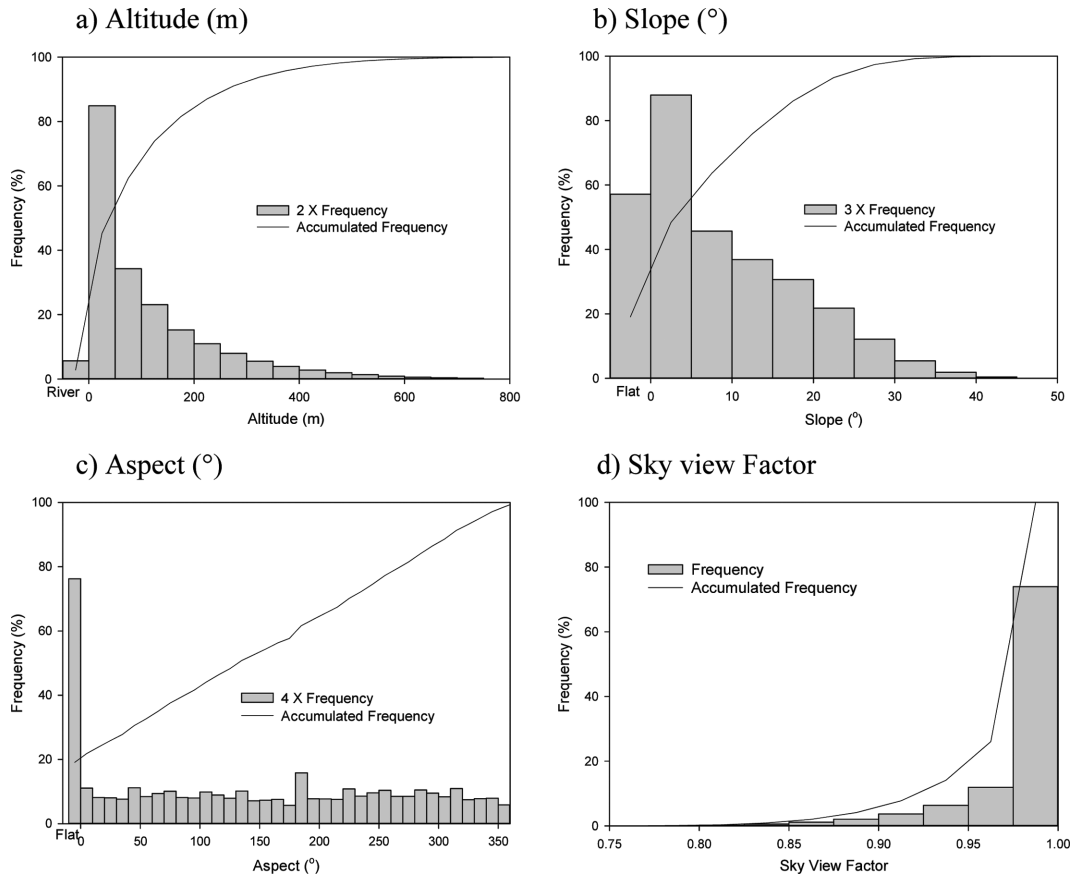 a) Altitude (m)
100
80
60
40
20
0
Frequency (%)
2 X Frequency
Accumulated Frequency
River
0
200
400
600
800
Altitude (m)
b) Slope (°)
100
80
60
40
20
0
Frequency (%)
3 X Frequency
Accumulated Frequency
Flat
0
10
20
30
40
50
Slope (°)
c) Aspect (°)
100
80
60
40
20
0
Frequency (%)
4 X Frequency
Accumulated Frequency
Flat
0
50
100
150
200
250
300
350
Aspect (°)
d) Sky view Factor
100
80
60
40
20
0
Frequency (%)
Frequency
Accumulated Frequency
0.75
0.80
0.85
0.90
0.95
1.00
Sky View Factor